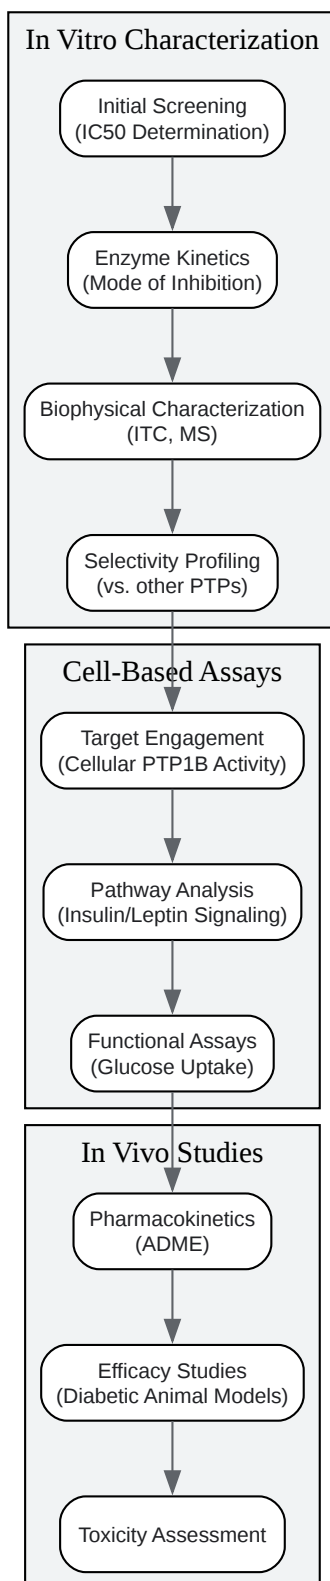 In Vitro Characterization
Initial Screening
(IC50 Determination)
Enzyme Kinetics
(Mode of Inhibition)
Biophysical Characterization
(ITC, MS)
Selectivity Profiling
(vs. other PTPs)
Cell-Based Assays
Target Engagement
(Cellular PTP1B Activity)
Pathway Analysis
(Insulin/Leptin Signaling)
Functional Assays
(Glucose Uptake)
In Vivo Studies
Pharmacokinetics
(ADME)
Efficacy Studies
(Diabetic Animal Models)
Toxicity Assessment